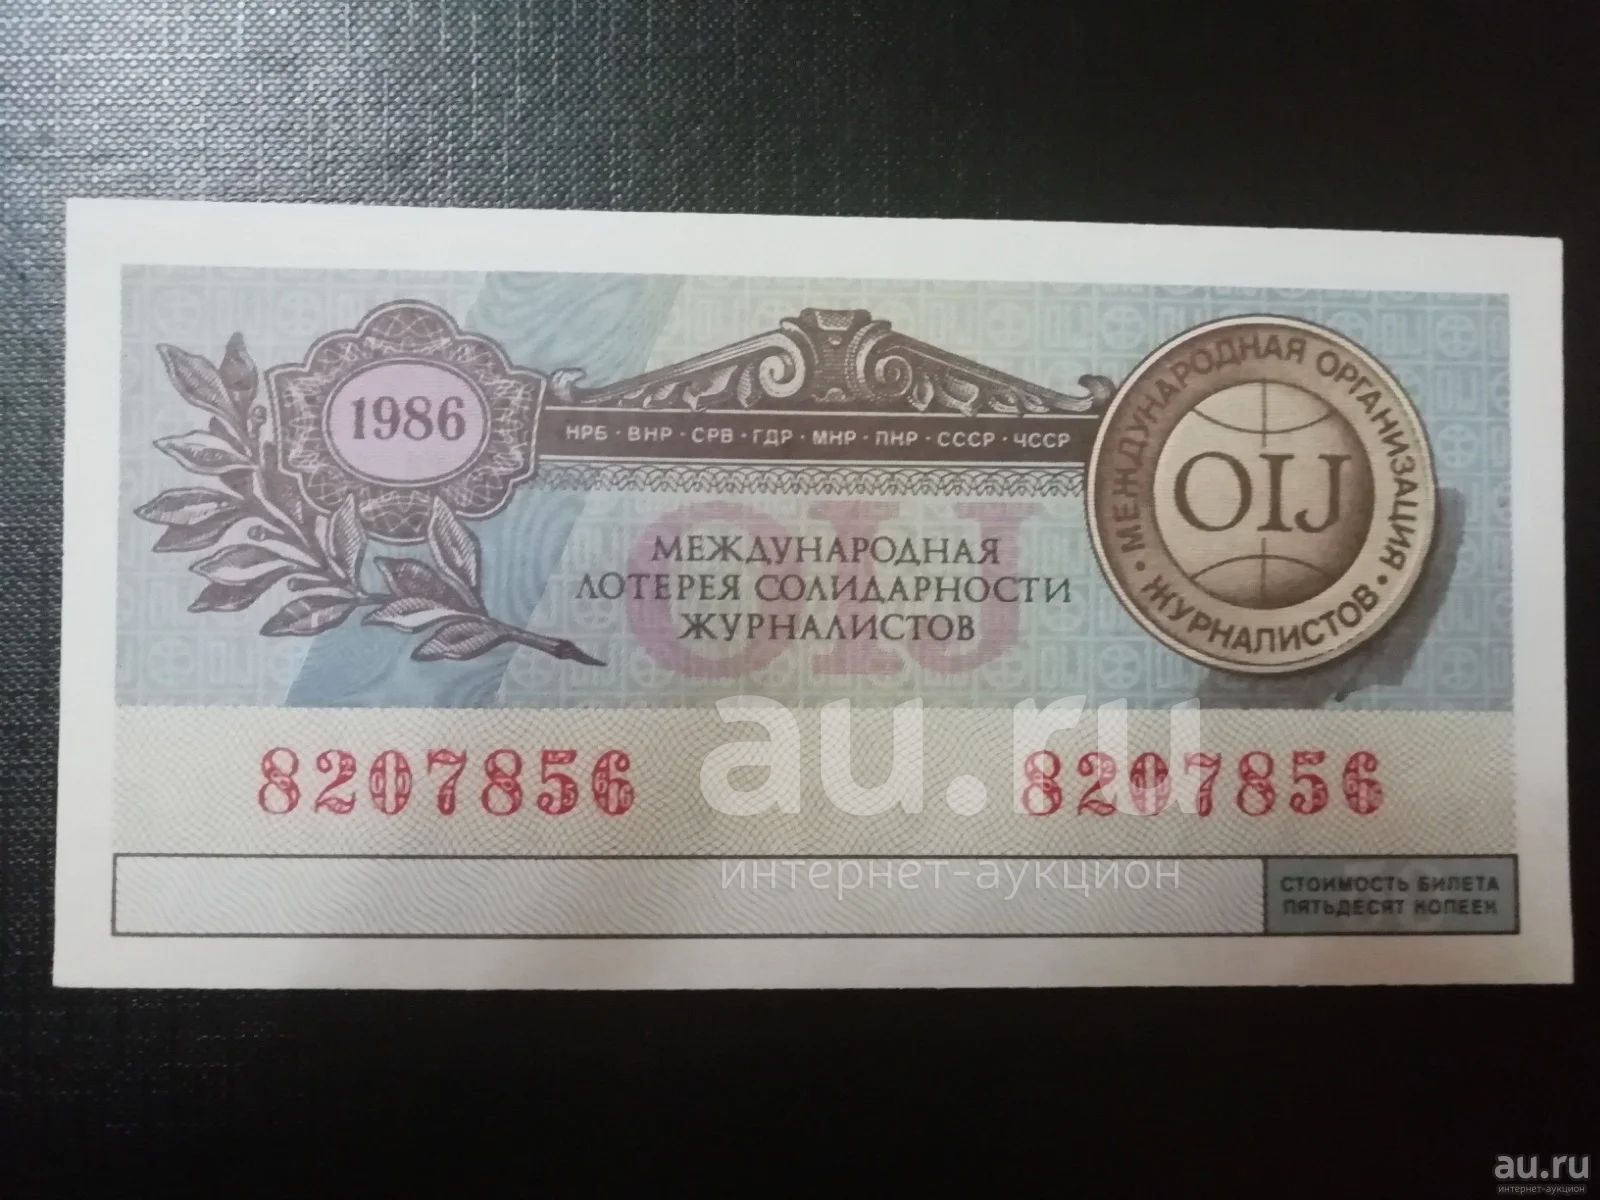 1986
НРБ · ВНР · СРВ · ГДР · МНР · ПНР · СССР · ЧССР
OIJ
МЕЖДУНАРОДНАЯ
ЛОТЕРЕЯ СОЛИДАРНОСТИ
ЖУРНАЛИСТОВ
МЕЖДУНАРОДНАЯ ОРГАНИЗАЦИЯ · ЖУРНАЛИСТОВ ·
OIJ
8207856 8207856
СТОИМОСТЬ БИЛЕТА
ПЯТЬДЕСЯТ КОПЕЕК
au.ru
интернет-аукцион
au.ru
интернет-аукцион